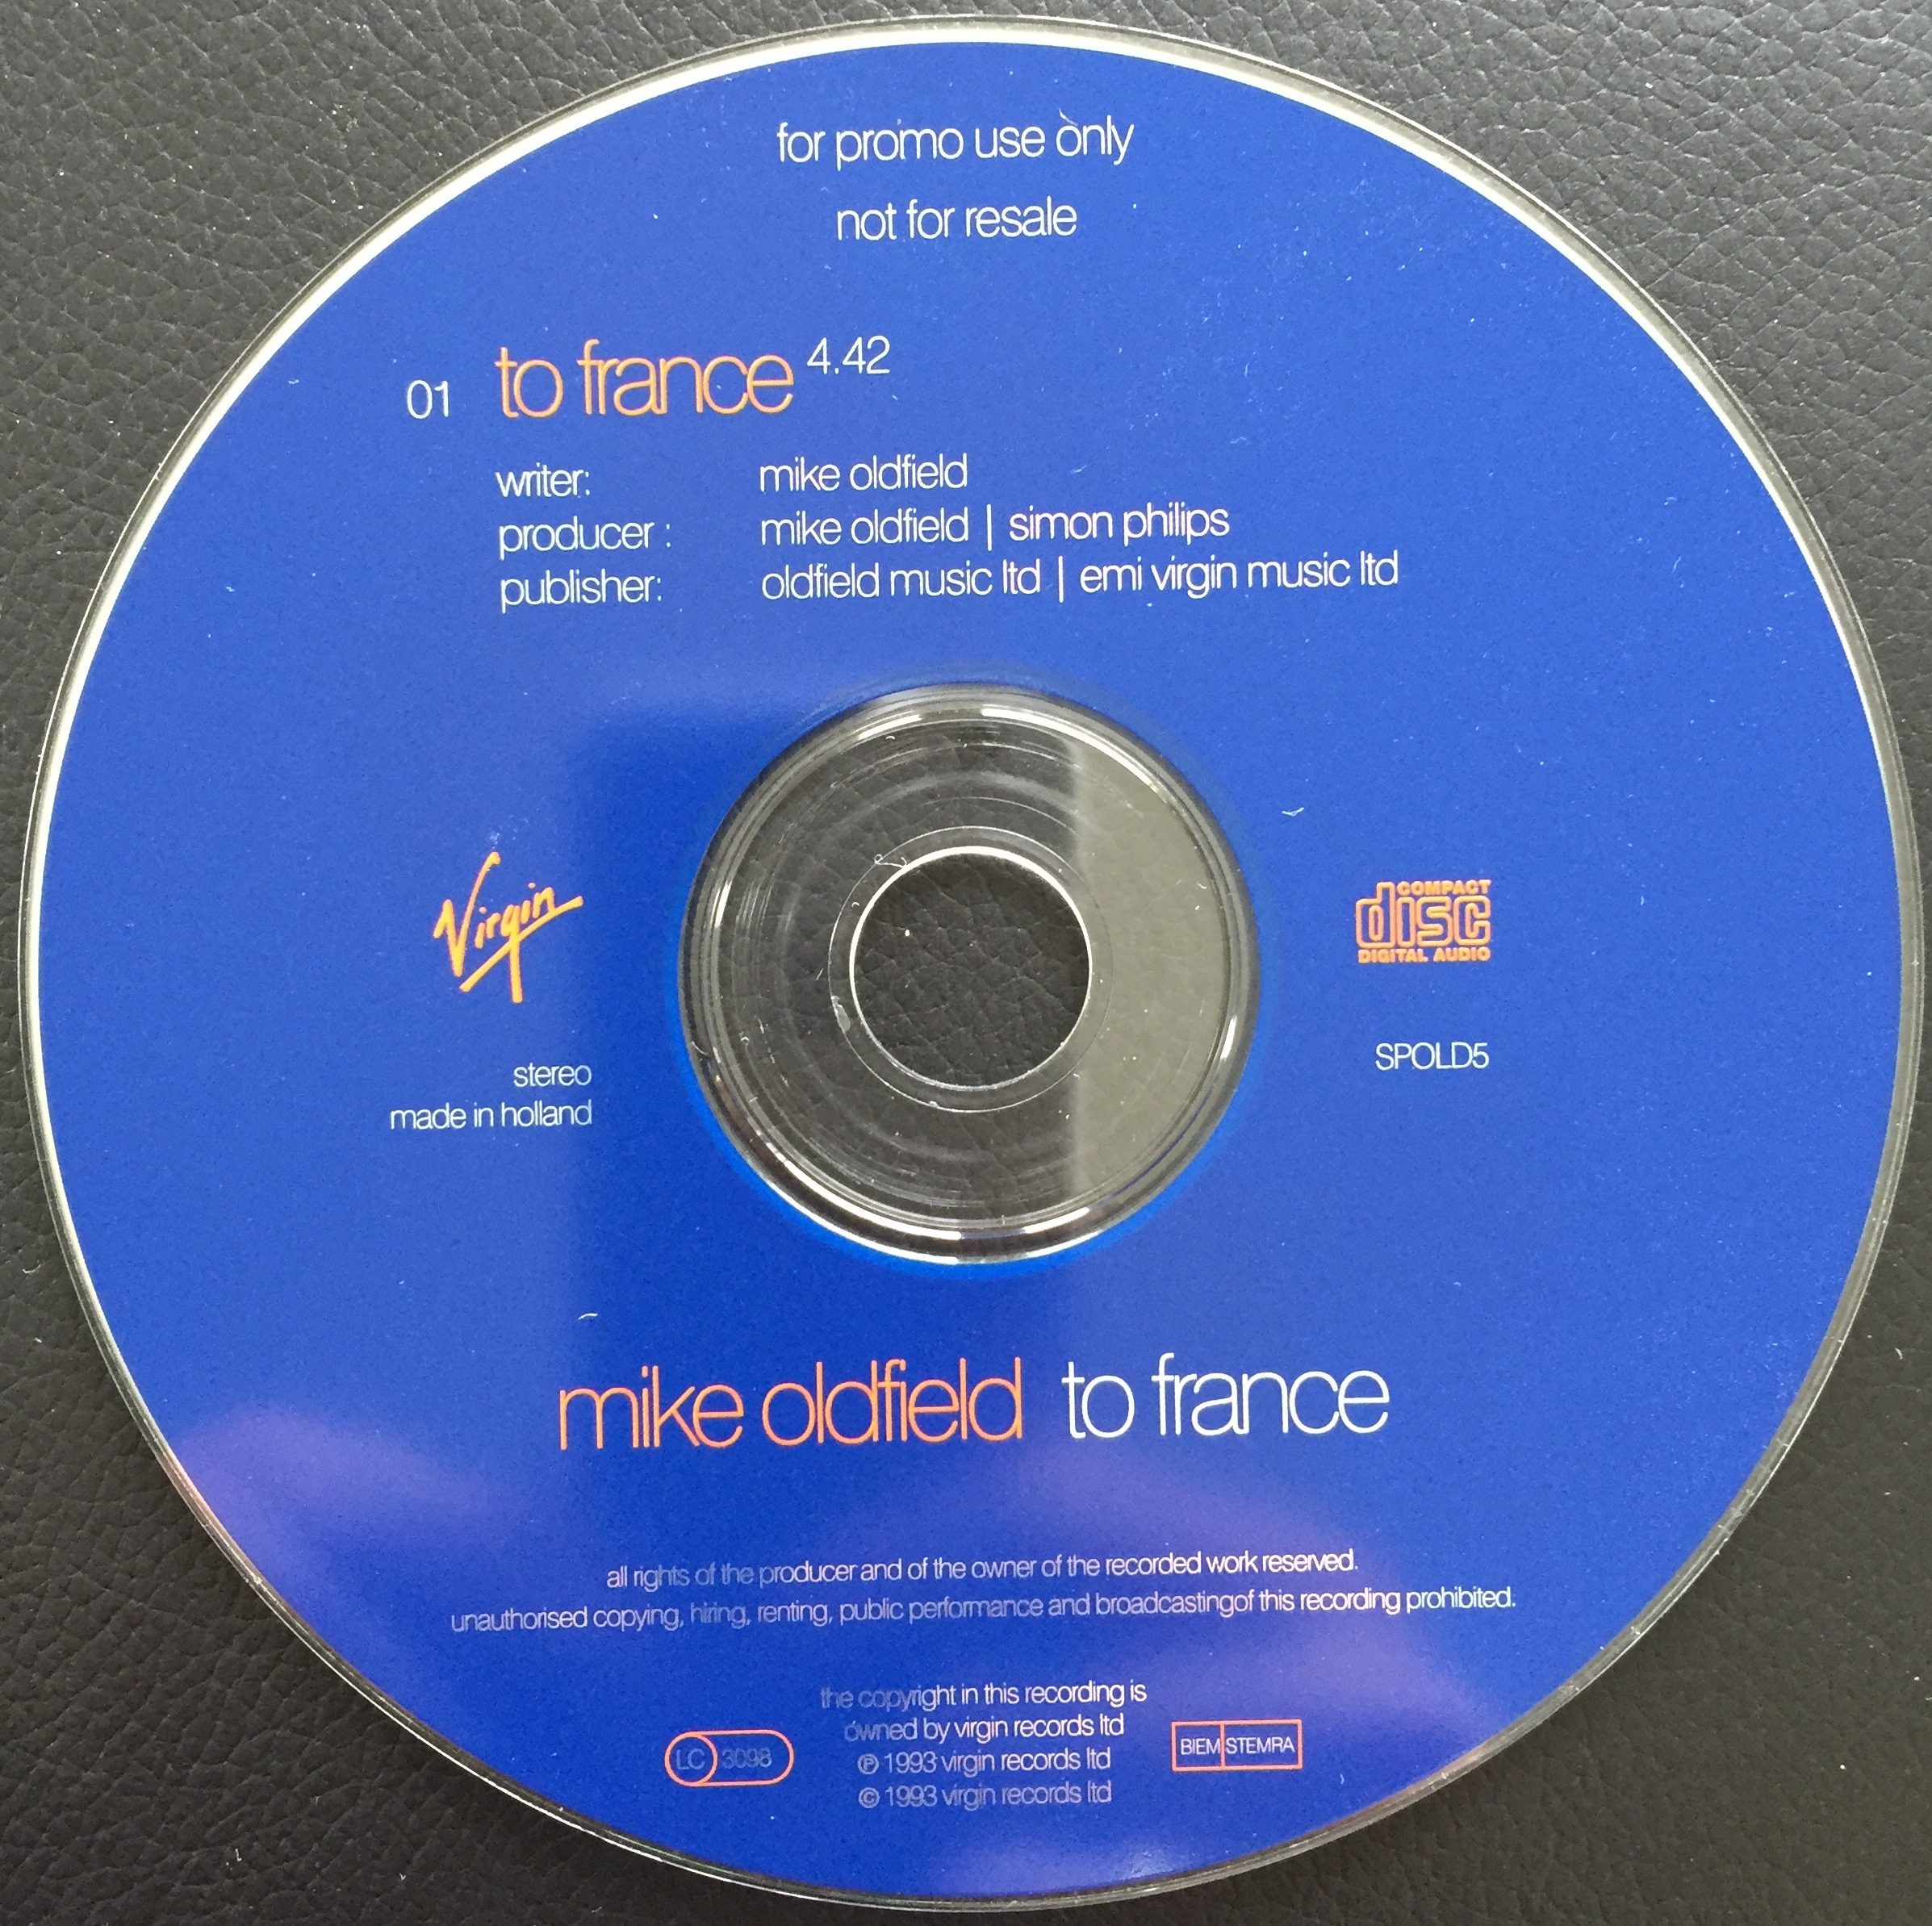 for promo use only
not for resale
01 to france 4.42
writer: mike oldfield
producer : mike oldfield | simon philips
publisher: oldfield music ltd | emi virgin music ltd
Virgin
COMPACT
disc
DIGITAL AUDIO
stereo
made in holland
SPOLD5
mike oldfield to france
all rights of the producer and of the owner of the recorded work reserved.
unauthorised copying, hiring, renting, public performance and broadcastingof this recording prohibited.
the copyright in this recording is
owned by virgin records ltd
℗ 1993 virgin records ltd
© 1993 virgin records ltd
LC 3098
BIEM STEMRA